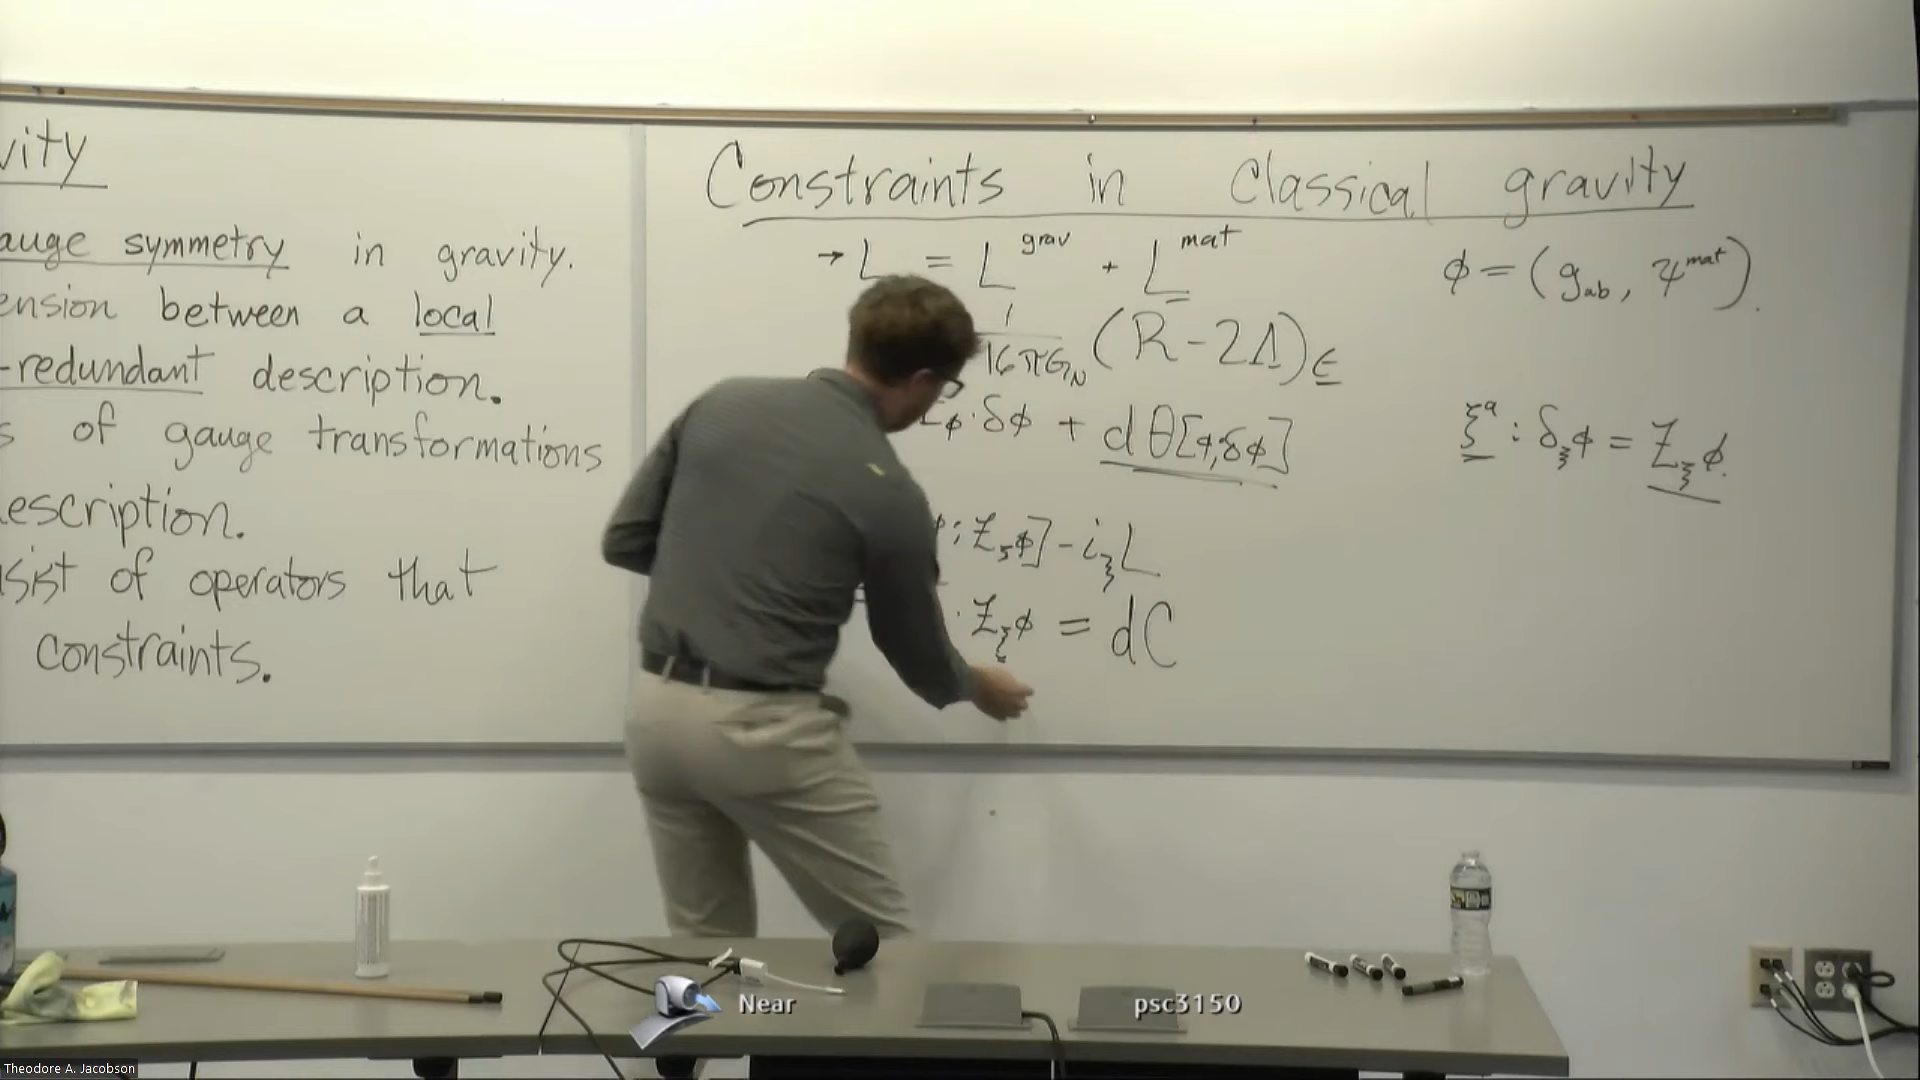 vity
auge symmetry in gravity.
ension between a local
-redundant description.
s of gauge transformations
escription.
sist of operators that
constraints.
Constraints in Classical gravity
→ L = L^grav + L^mat
ϕ = (g_ab, ψ^mat).
1/16πG_N (R - 2Λ)ϵ
E_ϕ · δϕ + dθ[ϕ; δϕ]
ξ^a : δ_ξ ϕ = £_ξ ϕ.
; £_ξ ϕ] - i_ξ L
· £_ξ ϕ = dC
Near
psc3150
Theodore A. Jacobson